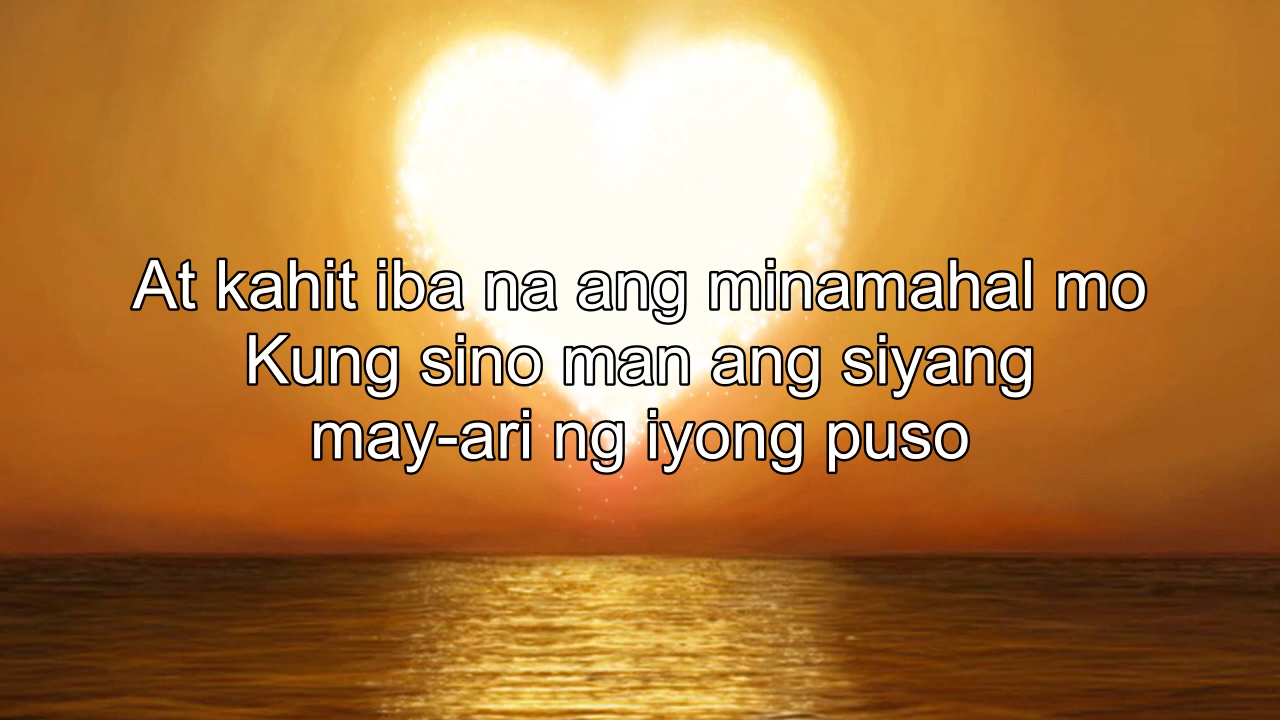 At kahit iba na ang minamahal mo
Kung sino man ang siyang
may-ari ng iyong puso